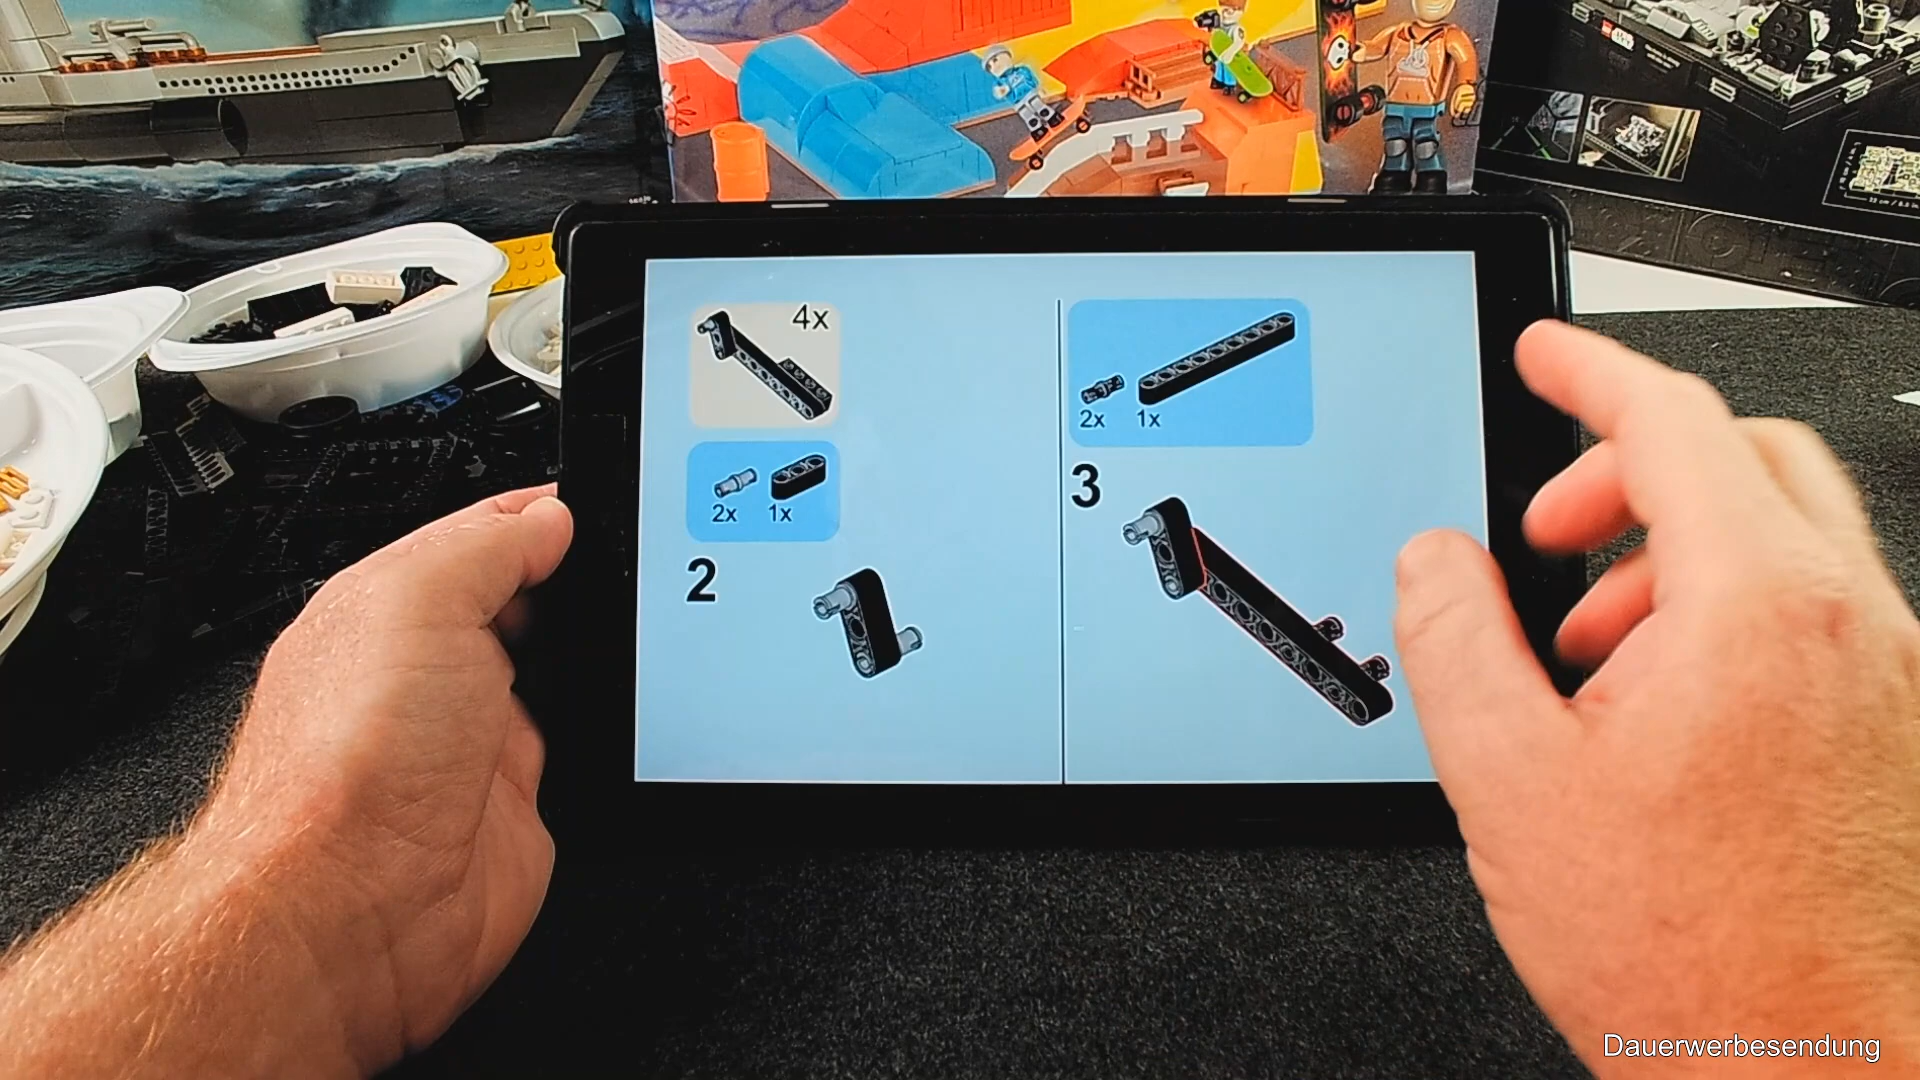 4x
2x 1x
2
2x 1x
3
Dauerwerbesendung